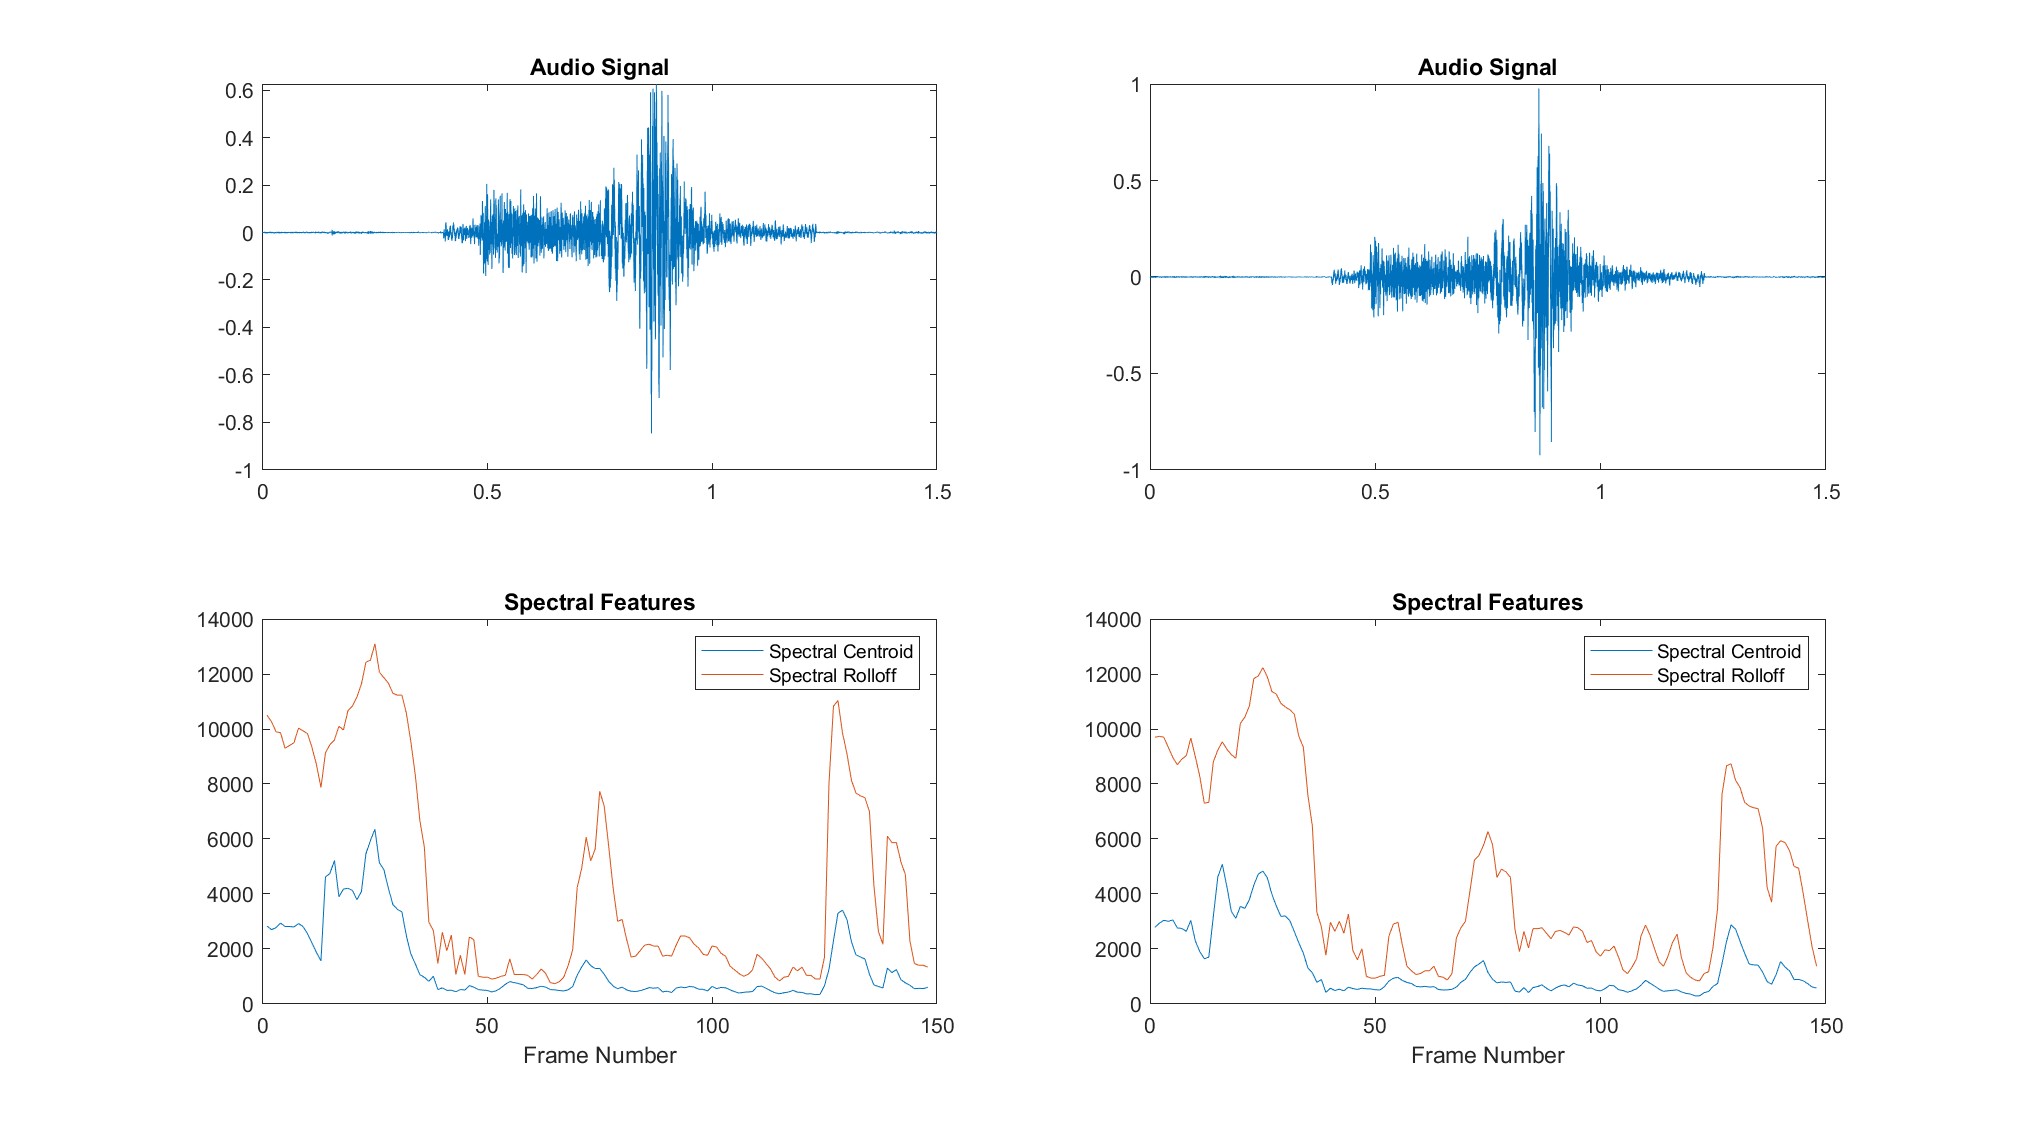 Audio Signal
0.6
0.4
0.2
0
-0.2
-0.4
-0.6
-0.8
-1
0 0.5 1 1.5
Audio Signal
1
0.5
0
-0.5
-1
0 0.5 1 1.5
Spectral Features
14000
12000
10000
8000
6000
4000
2000
0
Spectral Centroid
Spectral Rolloff
0 50 100 150
Frame Number
Spectral Features
14000
12000
10000
8000
6000
4000
2000
0
Spectral Centroid
Spectral Rolloff
0 50 100 150
Frame Number